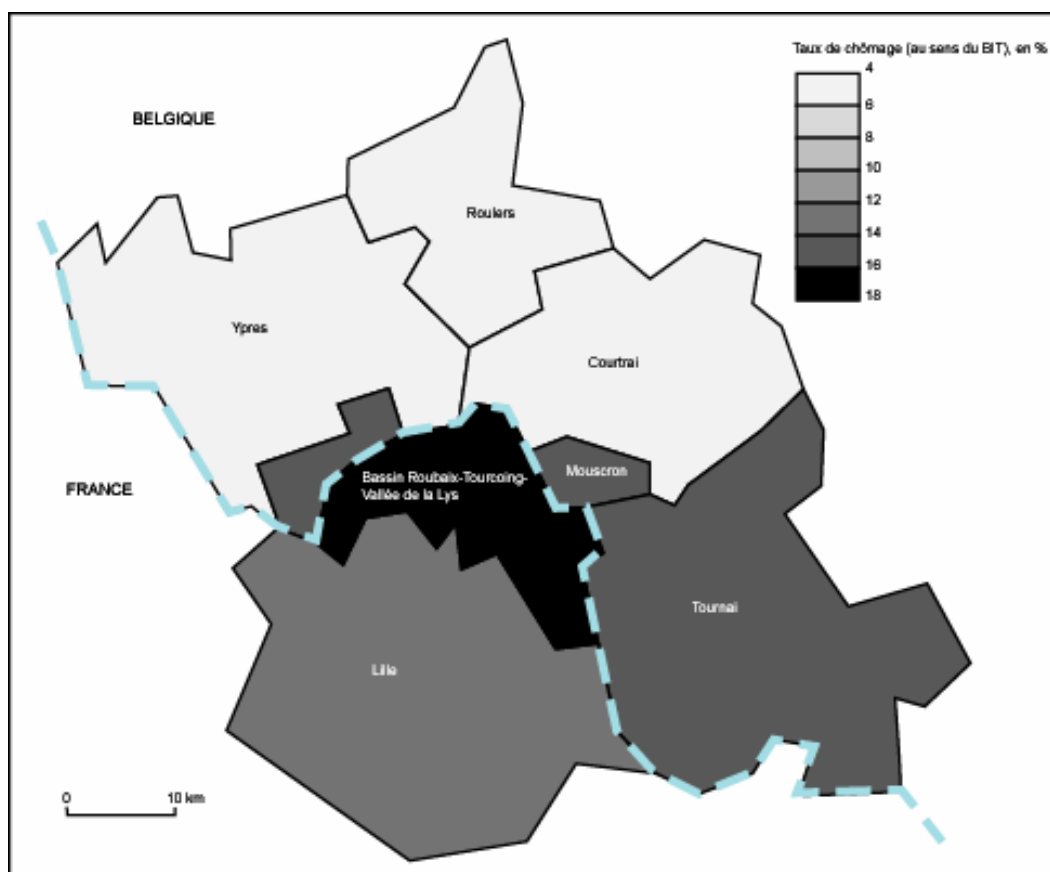 Taux de chômage (au sens du BIT), en %
4
6
8
10
12
14
16
18
BELGIQUE
Roulers
Ypres
Courtrai
Bassin Roubaix-Tourcoing-
Vallée de la Lys
Mouscron
FRANCE
Tournai
Lille
0 10 km